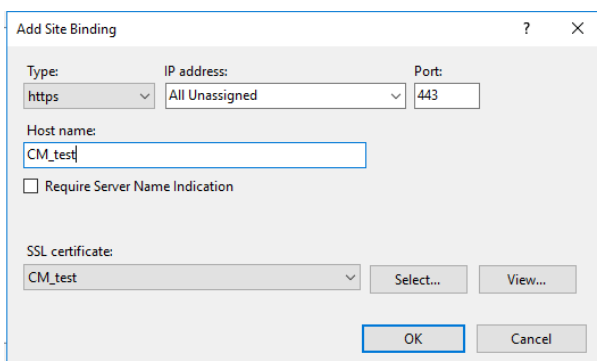 Add Site Binding
Type: IP address: Port:
https All Unassigned 443
Host name:
CM_test
Require Server Name Indication
SSL certificate:
CM_test Select... View...
OK Cancel